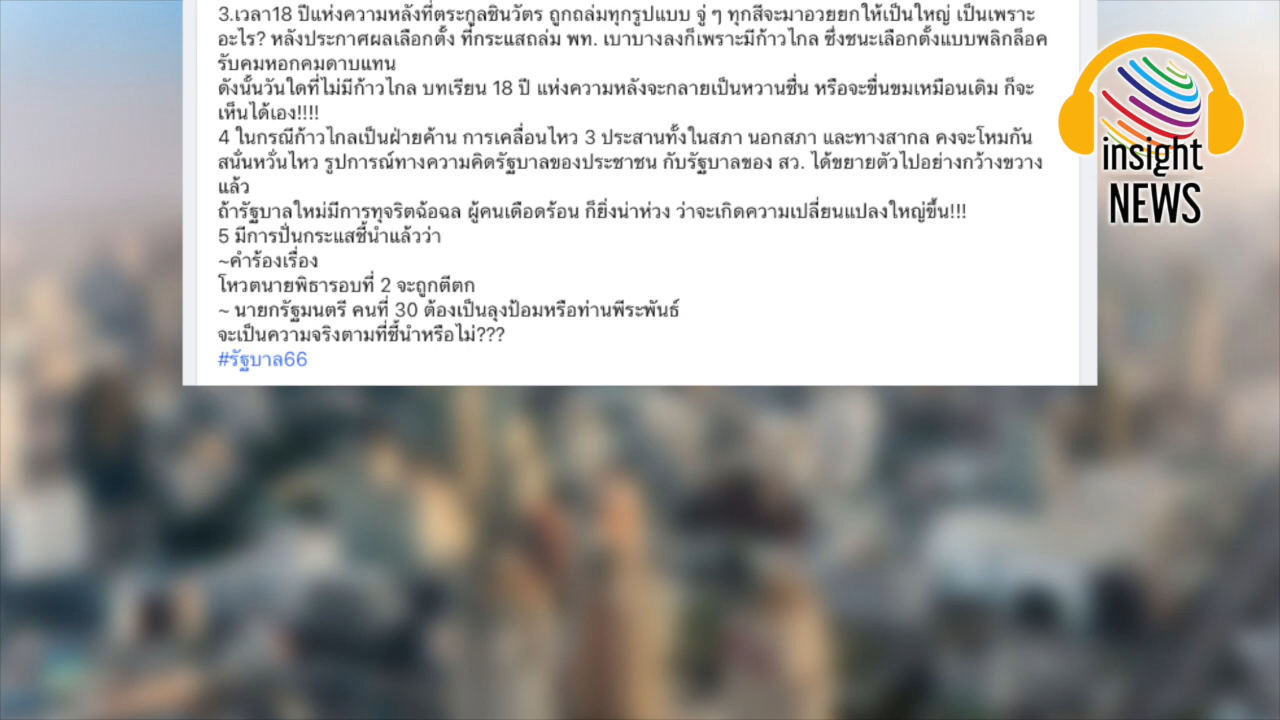 3.เวลา18 ปีแห่งความหลังที่ตระกูลชินวัตร ถูกถล่มทุกรูปแบบ จู่ ๆ ทุกสีจะมาอวยยกให้เป็นใหญ่ เป็นเพราะ
อะไร? หลังประกาศผลเลือกตั้ง ที่กระแสถล่ม พท. เบาบางลงก็เพราะมีก้าวไกล ซึ่งชนะเลือกตั้งแบบพลิกล็อค
รับคมหอกคมดาบแทน
ดังนั้นวันใดที่ไม่มีก้าวไกล บทเรียน 18 ปี แห่งความหลังจะกลายเป็นหวานชื่น หรือจะขื่นขมเหมือนเดิม ก็จะ
เห็นได้เอง!!!!
4 ในกรณีก้าวไกลเป็นฝ่ายค้าน การเคลื่อนไหว 3 ประสานทั้งในสภา นอกสภา และทางสากล คงจะโหมกัน
สนั่นหวั่นไหว รูปการณ์ทางความคิดรัฐบาลของประชาชน กับรัฐบาลของ สว. ได้ขยายตัวไปอย่างกว้างขวาง
แล้ว
ถ้ารัฐบาลใหม่มีการทุจริตฉ้อฉล ผู้คนเดือดร้อน ก็ยิ่งน่าห่วง ว่าจะเกิดความเปลี่ยนแปลงใหญ่ขึ้น!!!
5 มีการปั่นกระแสชี้นำแล้วว่า
~คำร้องเรื่อง
โหวตนายพิธารอบที่ 2 จะถูกตีตก
~ นายกรัฐมนตรี คนที่ 30 ต้องเป็นลุงป้อมหรือท่านพีระพันธ์
จะเป็นความจริงตามที่ชี้นำหรือไม่???
#รัฐบาล66
insight
NEWS